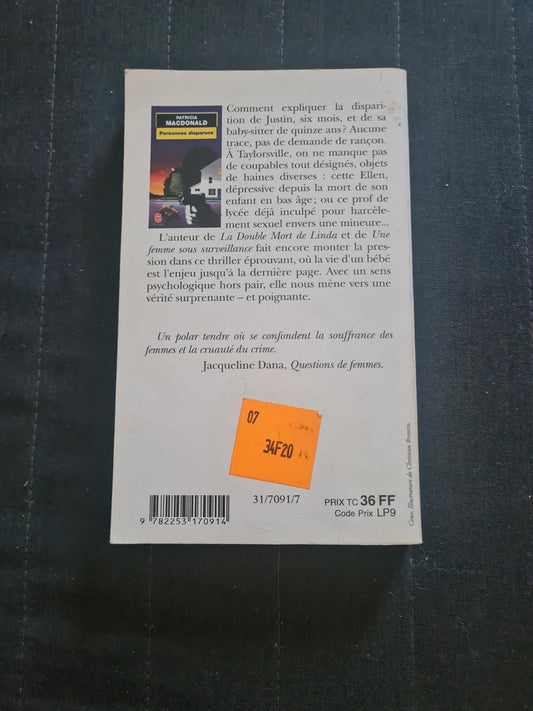 PATRICIA
MACDONALD
Personnes disparues
Comment expliquer la dispari-
tion de Justin, six mois, et de sa
baby-sitter de quinze ans? Aucune
trace, pas de demande de rançon.
À Taylorsville, on ne manque pas
de coupables tout désignés, objets
de haines diverses : cette Ellen,
dépressive depuis la mort de son
enfant en bas âge; ou ce prof de
lycée déjà inculpé pour harcèle-
ment sexuel envers une mineure...
L'auteur de La Double Mort de Linda et de Une
femme sous surveillance fait encore monter la pres-
sion dans ce thriller éprouvant, où la vie d'un bébé
est l'enjeu jusqu'à la dernière page. Avec un sens
psychologique hors pair, elle nous mène vers une
vérité surprenante – et poignante.
Un polar tendre où se confondent la souffrance des
femmes et la cruauté du crime.
Jacqueline Dana, Questions de femmes.
07
34F20
31/7091/7
PRIX TC 36 FF
Code Prix LP9
9 782253 170914
Couv. Illustration de Christian Broutin.